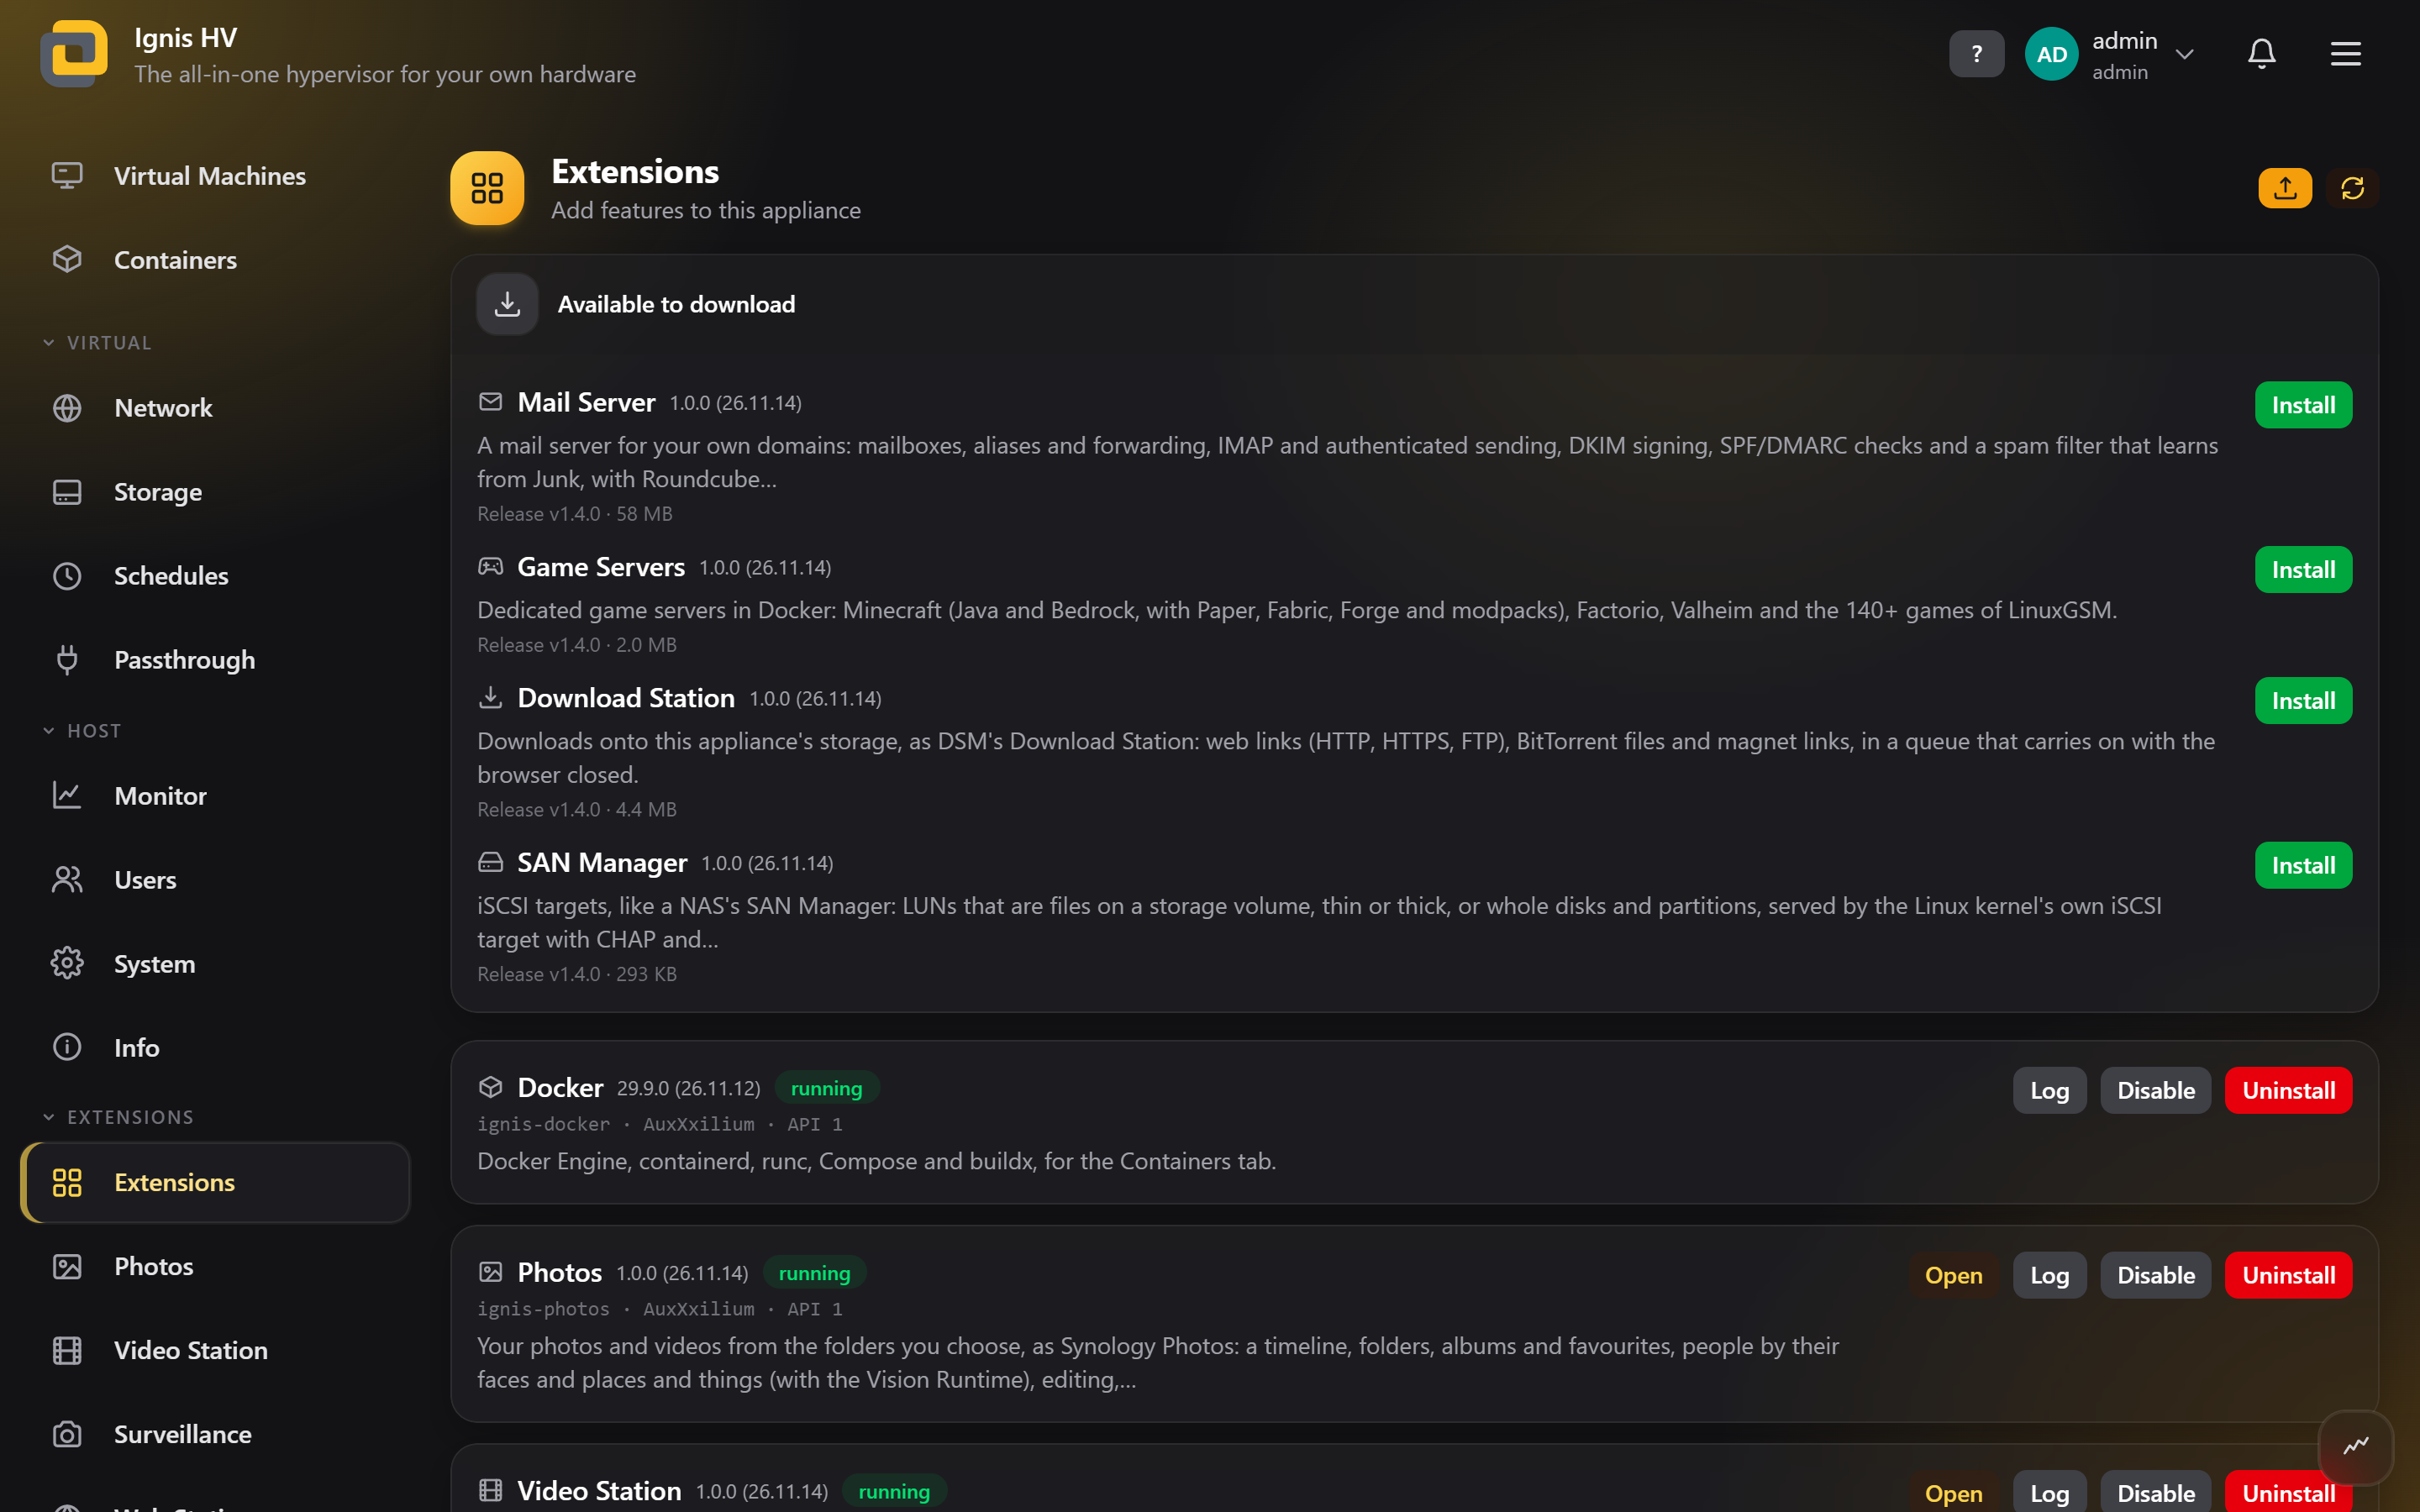 Ignis HV
The all-in-one hypervisor for your own hardware
?
AD
admin
admin
Virtual Machines
Containers
VIRTUAL
Network
Storage
Schedules
Passthrough
HOST
Monitor
Users
System
Info
EXTENSIONS
Extensions
Photos
Video Station
Surveillance
Extensions
Add features to this appliance
Available to download
Mail Server 1.0.0 (26.11.14)
Install
A mail server for your own domains: mailboxes, aliases and forwarding, IMAP and authenticated sending, DKIM signing, SPF/DMARC checks and a spam filter that learns
from Junk, with Roundcube...
Release v1.4.0 · 58 MB
Game Servers 1.0.0 (26.11.14)
Install
Dedicated game servers in Docker: Minecraft (Java and Bedrock, with Paper, Fabric, Forge and modpacks), Factorio, Valheim and the 140+ games of LinuxGSM.
Release v1.4.0 · 2.0 MB
Download Station 1.0.0 (26.11.14)
Install
Downloads onto this appliance's storage, as DSM's Download Station: web links (HTTP, HTTPS, FTP), BitTorrent files and magnet links, in a queue that carries on with the
browser closed.
Release v1.4.0 · 4.4 MB
SAN Manager 1.0.0 (26.11.14)
Install
iSCSI targets, like a NAS's SAN Manager: LUNs that are files on a storage volume, thin or thick, or whole disks and partitions, served by the Linux kernel's own iSCSI
target with CHAP and...
Release v1.4.0 · 293 KB
Docker 29.9.0 (26.11.12) running
Log Disable Uninstall
ignis-docker · AuxXxilium · API 1
Docker Engine, containerd, runc, Compose and buildx, for the Containers tab.
Photos 1.0.0 (26.11.14) running
Open Log Disable Uninstall
ignis-photos · AuxXxilium · API 1
Your photos and videos from the folders you choose, as Synology Photos: a timeline, folders, albums and favourites, people by their
faces and places and things (with the Vision Runtime), editing,...
Video Station 1.0.0 (26.11.14) running
Open Log Disable Uninstall